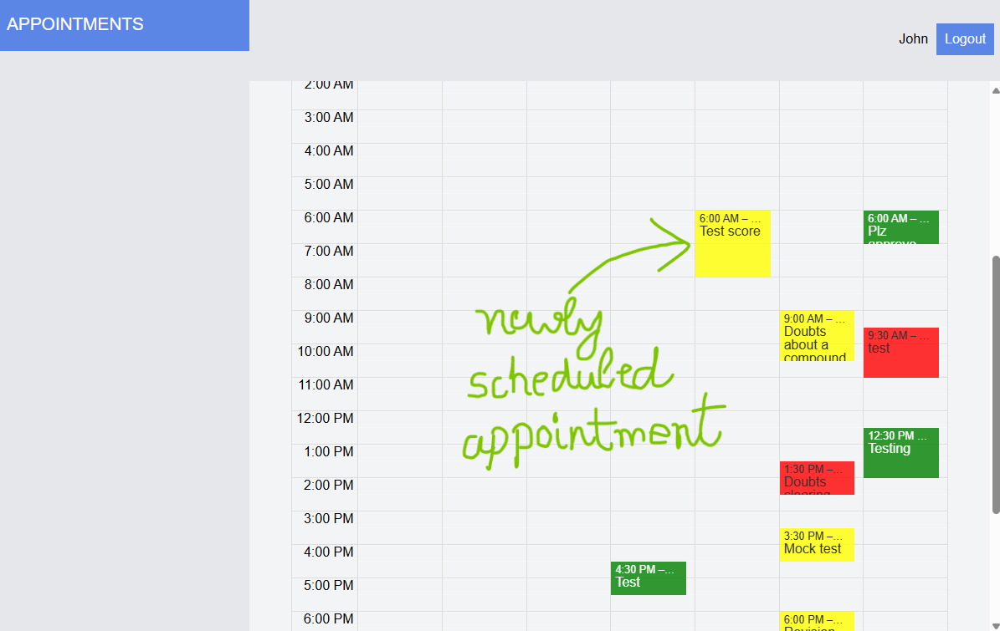 APPOINTMENTS
John Logout
2:00 AM
3:00 AM
4:00 AM
5:00 AM
6:00 AM
6:00 AM – ...
Test score
6:00 AM – ...
Plz
approve
7:00 AM
8:00 AM
9:00 AM
9:00 AM – ...
Doubts
about a
compound
9:30 AM – ...
test
10:00 AM
11:00 AM
12:00 PM
12:30 PM ...
Testing
1:00 PM
1:30 PM –...
Doubts
clearing
2:00 PM
3:00 PM
3:30 PM –...
Mock test
4:00 PM
4:30 PM –...
Test
5:00 PM
6:00 PM
6:00 PM –...
Revision
newly
scheduled
appointment